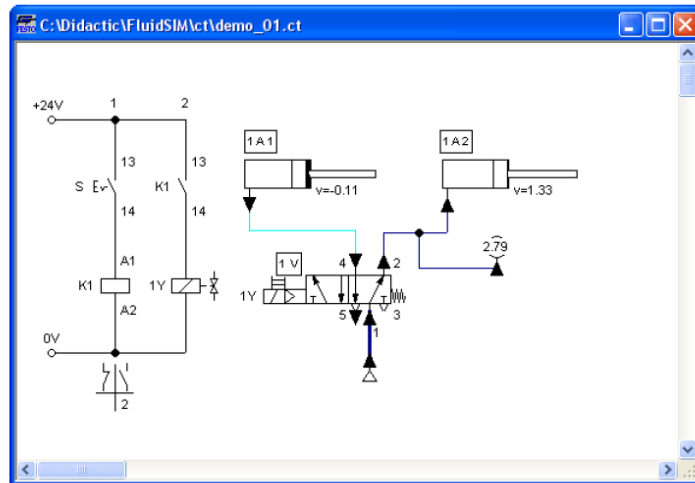 FESTO C:\Didactic\FluidSIM\ct\demo_01.ct
1 2
+24V
1A1 1A2
13 13
S K1
v=-0.11 v=1.33
14 14
2.79
A1
1V 4 2
K1 1Y 1Y
A2
5 3
1
0V
2